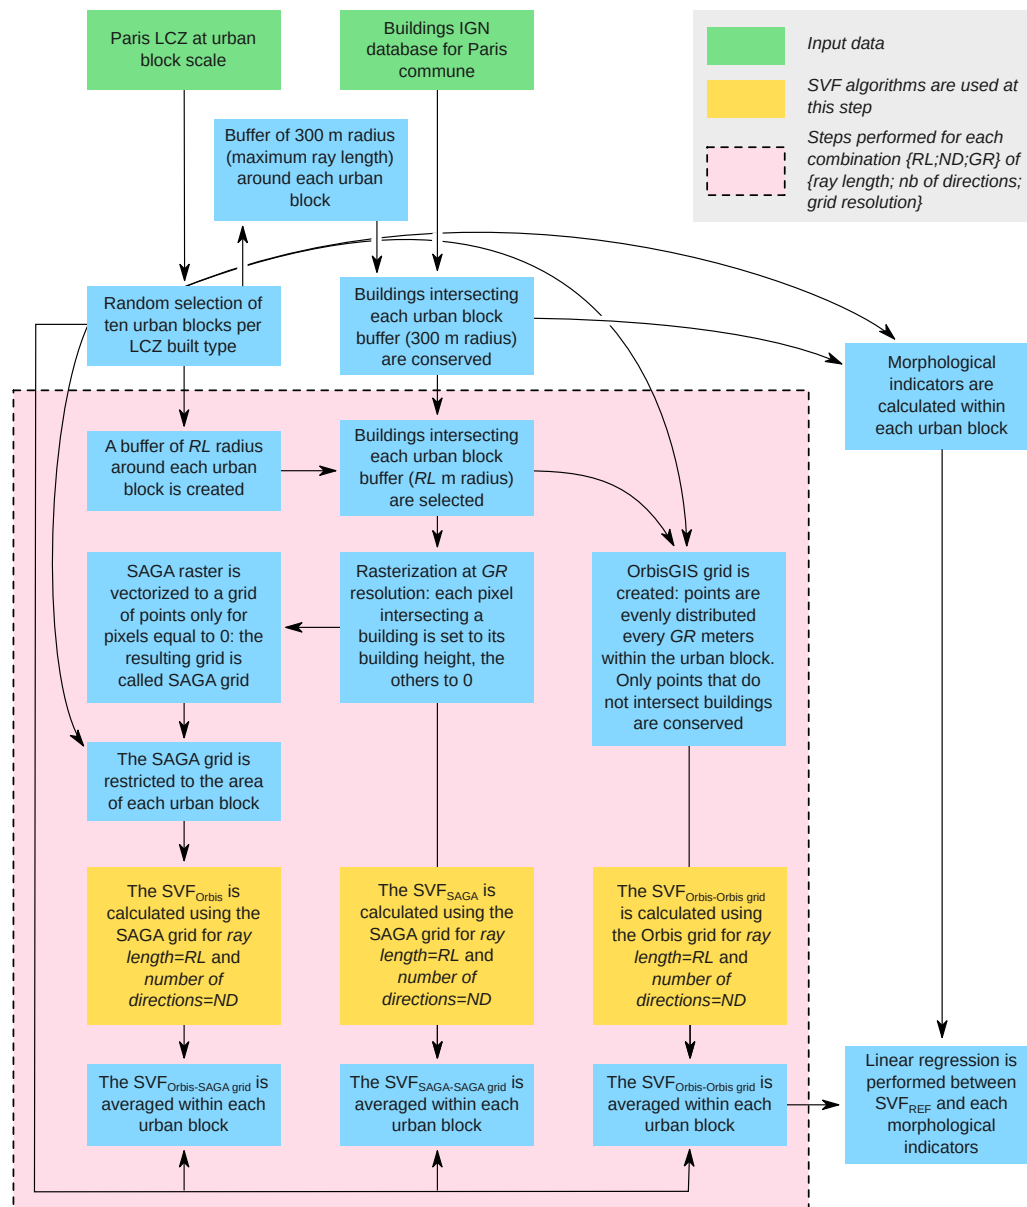 Paris LCZ at urban
block scale
Buildings IGN
database for Paris
commune
Input data
SVF algorithms are used at
this step
Steps performed for each
combination {RL;ND;GR} of
{ray length; nb of directions;
grid resolution}
Buffer of 300 m radius
(maximum ray length)
around each urban
block
Random selection of
ten urban blocks per
LCZ built type
Buildings intersecting
each urban block
buffer (300 m radius)
are conserved
Morphological
indicators are
calculated within
each urban block
A buffer of RL radius
around each urban
block is created
Buildings intersecting
each urban block
buffer (RL m radius)
are selected
SAGA raster is
vectorized to a grid
of points only for
pixels equal to 0: the
resulting grid is
called SAGA grid
Rasterization at GR
resolution: each pixel
intersecting a
building is set to its
building height, the
others to 0
OrbisGIS grid is
created: points are
evenly distributed
every GR meters
within the urban block.
Only points that do
not intersect buildings
are conserved
The SAGA grid is
restricted to the area
of each urban block
The SVFOrbis is
calculated using the
SAGA grid for ray
length=RL and
number of
directions=ND
The SVFSAGA is
calculated using the
SAGA grid for ray
length=RL and
number of
directions=ND
The SVFOrbis-Orbis grid
is calculated using
the Orbis grid for ray
length=RL and
number of
directions=ND
The SVFOrbis-SAGA grid is
averaged within each
urban block
The SVFSAGA-SAGA grid is
averaged within each
urban block
The SVFOrbis-Orbis grid is
averaged within each
urban block
Linear regression is
performed between
SVFREF and each
morphological
indicators